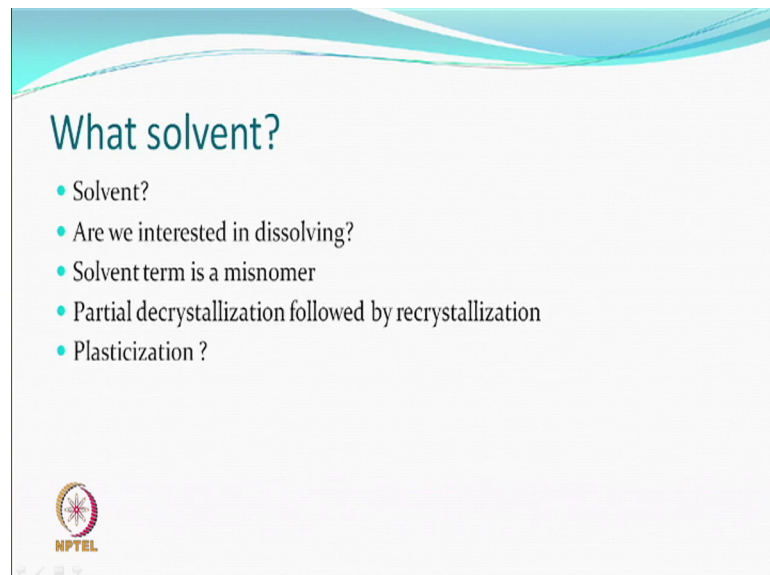 What solvent?
Solvent?
Are we interested in dissolving?
Solvent term is a misnomer
Partial decrystallization followed by recrystallization
Plasticization ?
NPTEL